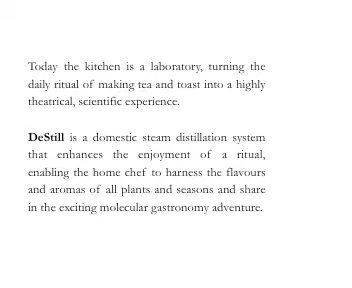 Today the kitchen is a laboratory, turning the
daily ritual of making tea and toast into a highly
theatrical, scientific experience.
DeStill is a domestic steam distillation system
that enhances the enjoyment of a ritual,
enabling the home chef to harness the flavours
and aromas of all plants and seasons and share
in the exciting molecular gastronomy adventure.